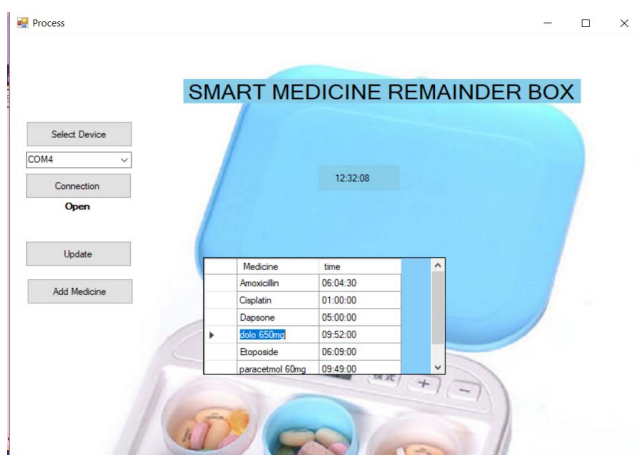 Process
SMART MEDICINE REMAINDER BOX
Select Device
COM4
12:32:08
Connection
Open
Update
Add Medicine
Medicine time
Amoxicillin 06:04:30
Cisplatin 01:00:00
Dapsone 05:00:00
dolo 650mg 09:52:00
Etoposide 06:09:00
paracetmol 60mg 09:49:00
模式